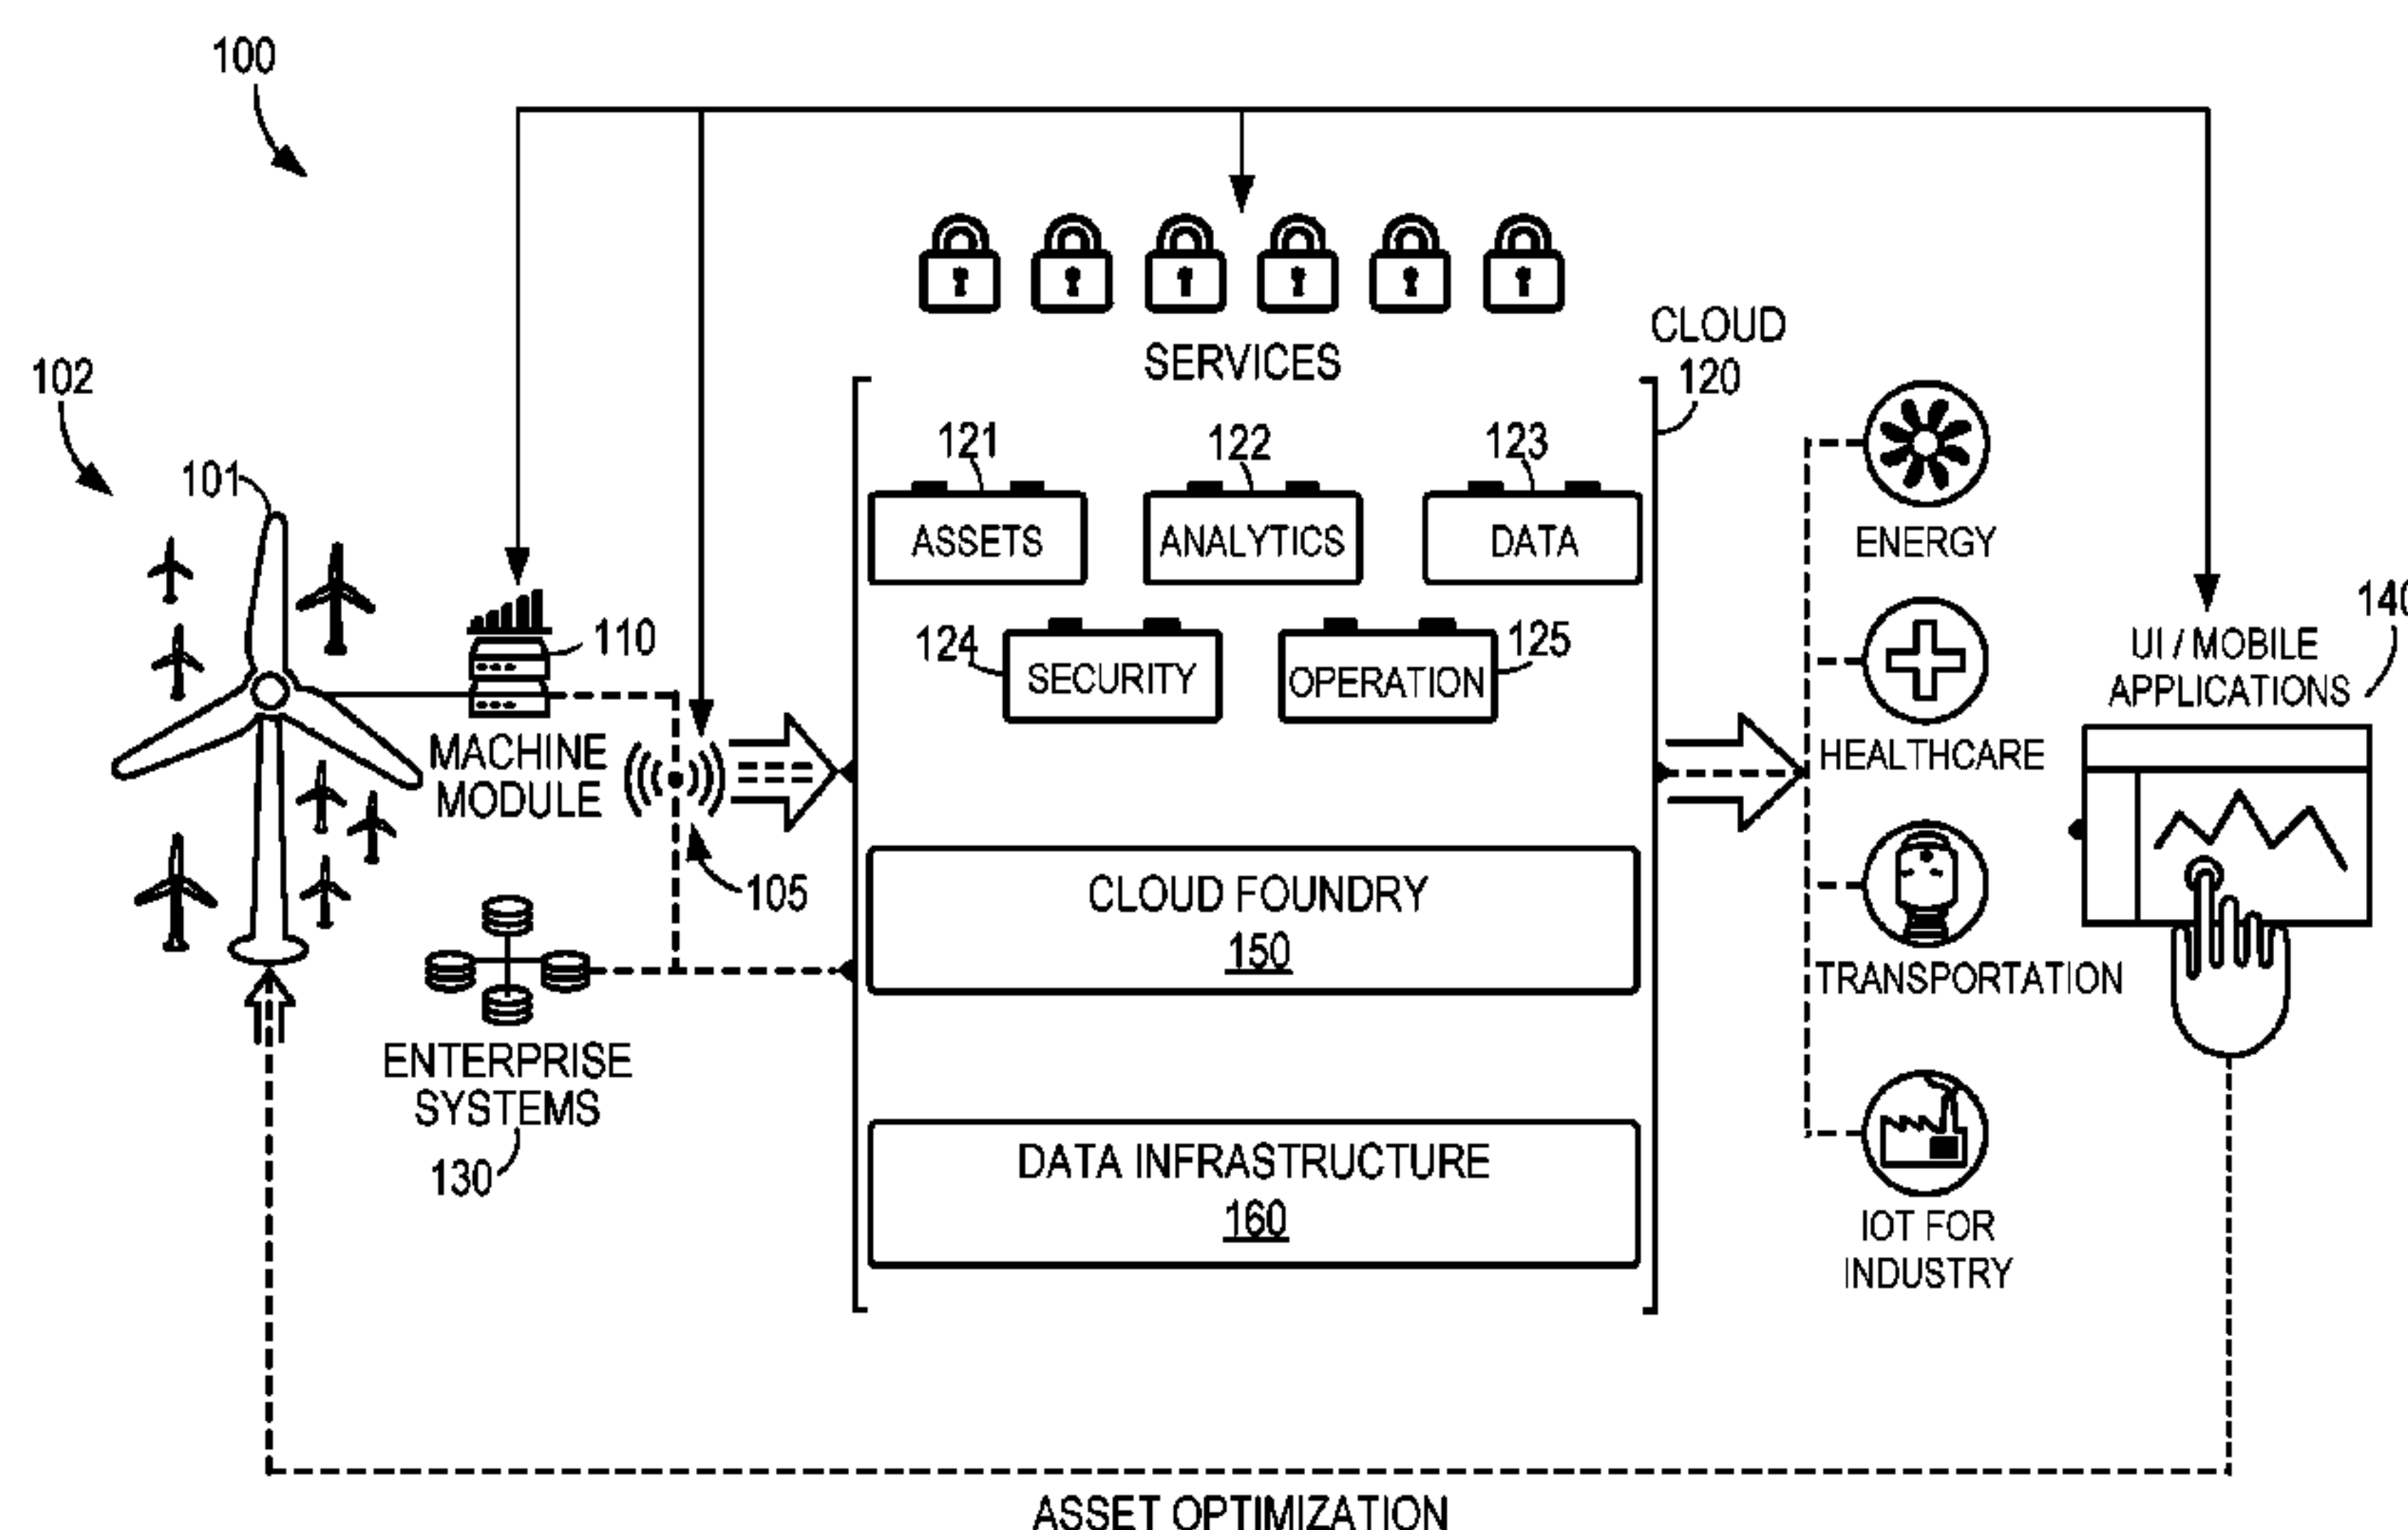 100
SERVICES
CLOUD
120
102
101
121
122
123
ASSETS
ANALYTICS
DATA
124
SECURITY
OPERATION
125
110
MACHINE
MODULE
105
CLOUD FOUNDRY
150
DATA INFRASTRUCTURE
160
ENTERPRISE
SYSTEMS
130
ENERGY
HEALTHCARE
TRANSPORTATION
IOT FOR
INDUSTRY
140
UI / MOBILE
APPLICATIONS
ASSET OPTIMIZATION